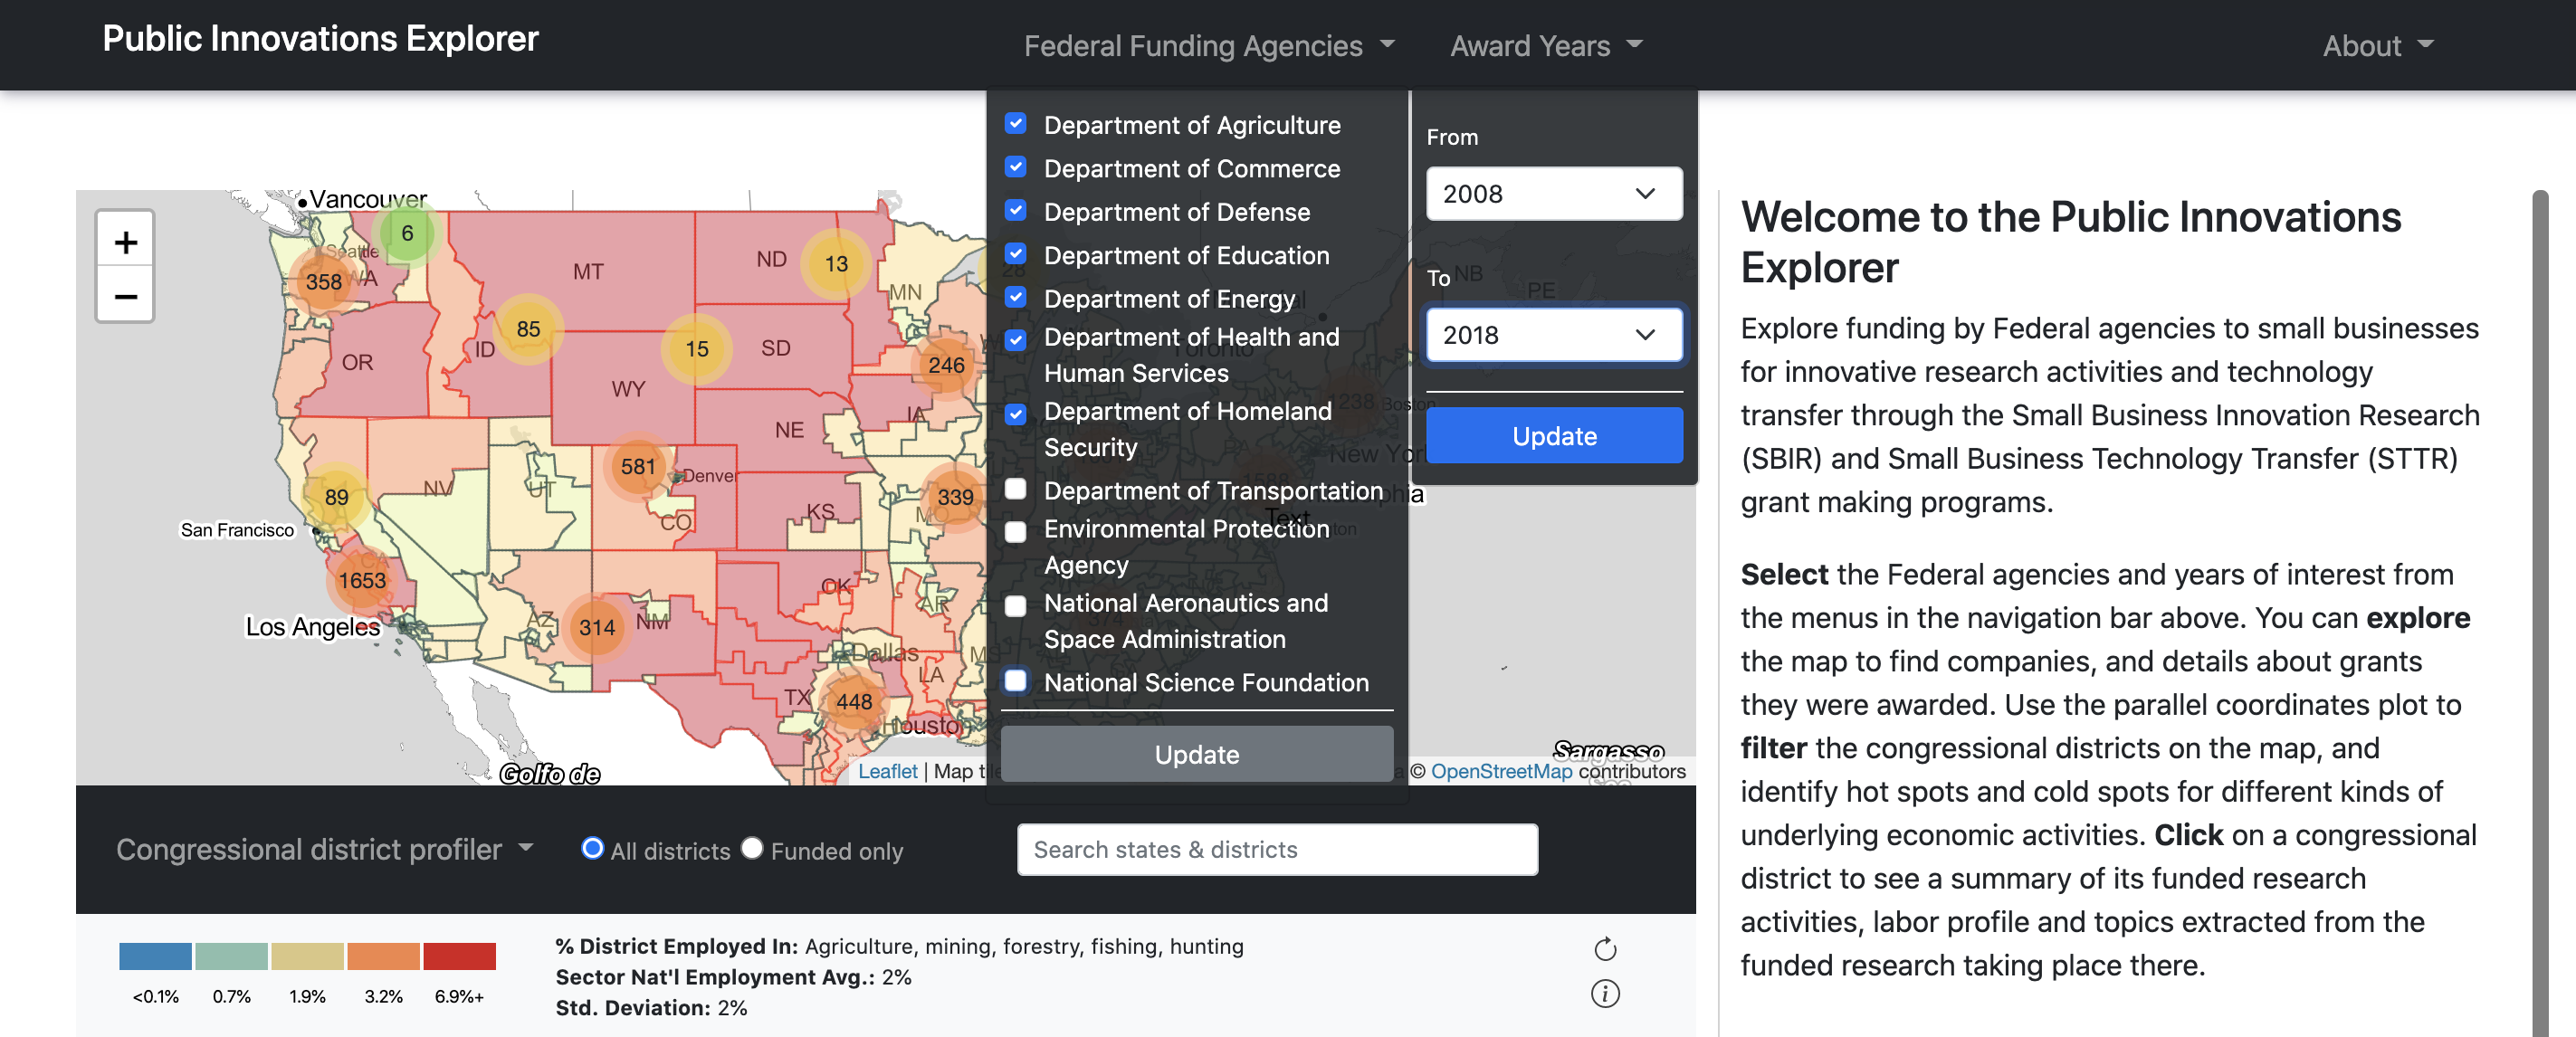 Public Innovations Explorer
Federal Funding Agencies
Award Years
About
Department of Agriculture
Department of Commerce
Department of Defense
Department of Education
Department of Energy
Department of Health and
Human Services
Department of Homeland
Security
Department of Transportation
Environmental Protection
Agency
National Aeronautics and
Space Administration
National Science Foundation
Update
From
2008
To
2018
Update
+
−
Vancouver
Seattle
WA
6
358
MT
ND
13
MN
28
NB
PE
85
ID
OR
15
SD
WY
246
IA
Toronto
1238
Boston
NE
581
Denver
New Yor
1588
89
NV
UT
CO
KS
339
MO
San Francisco
CA
1653
Los Angeles
AZ
314
NM
OK
AR
374
Dallas
TX
448
LA
Houston
Text
Golfo de
Sargasso
Leaflet | Map tile
© OpenStreetMap contributors
Congressional district profiler
All districts
Funded only
Search states & districts
<0.1%
0.7%
1.9%
3.2%
6.9%+
% District Employed In: Agriculture, mining, forestry, fishing, hunting
Sector Nat'l Employment Avg.: 2%
Std. Deviation: 2%
i
Welcome to the Public Innovations
Explorer
Explore funding by Federal agencies to small businesses
for innovative research activities and technology
transfer through the Small Business Innovation Research
(SBIR) and Small Business Technology Transfer (STTR)
grant making programs.
Select the Federal agencies and years of interest from
the menus in the navigation bar above. You can explore
the map to find companies, and details about grants
they were awarded. Use the parallel coordinates plot to
filter the congressional districts on the map, and
identify hot spots and cold spots for different kinds of
underlying economic activities. Click on a congressional
district to see a summary of its funded research
activities, labor profile and topics extracted from the
funded research taking place there.